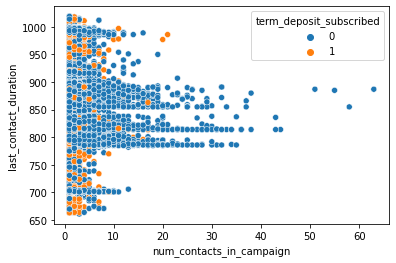 term_deposit_subscribed
0
1
1000
950
900
850
800
750
700
650
last_contact_duration
0 10 20 30 40 50 60
num_contacts_in_campaign